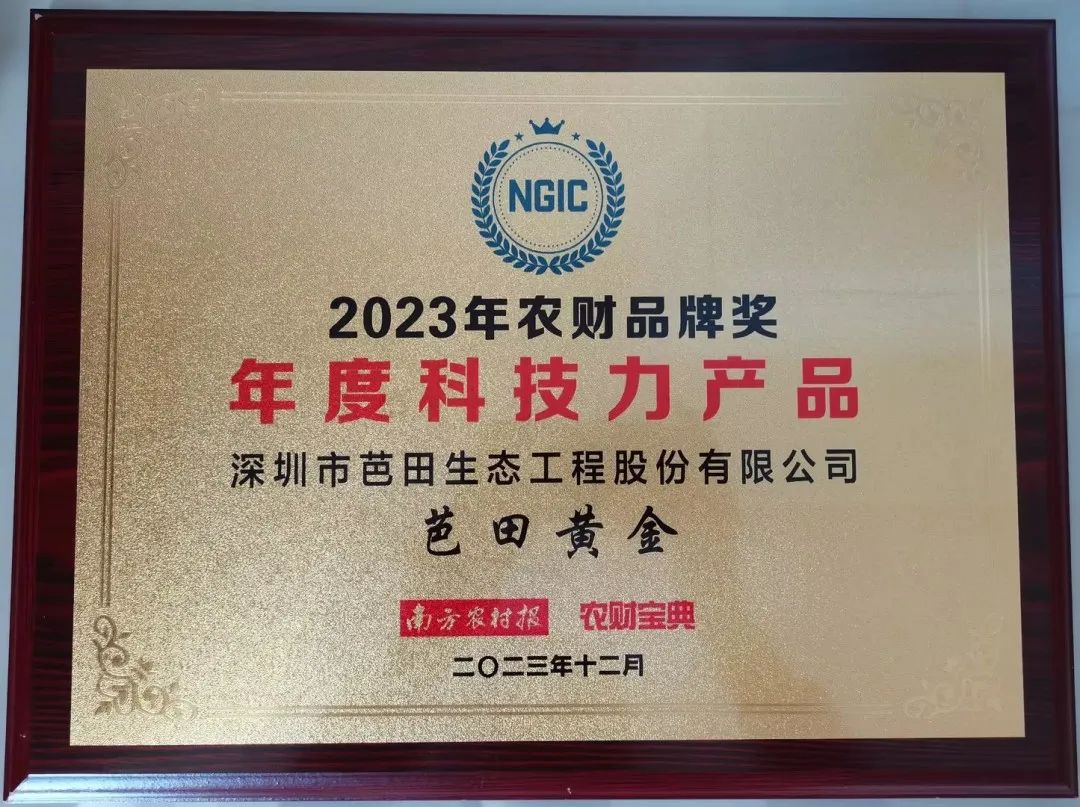 NGIC
2023年农财品牌奖
年度科技力产品
深圳市芭田生态工程股份有限公司
芭田黄金
南方农村报 农财宝典
二〇二三年十二月